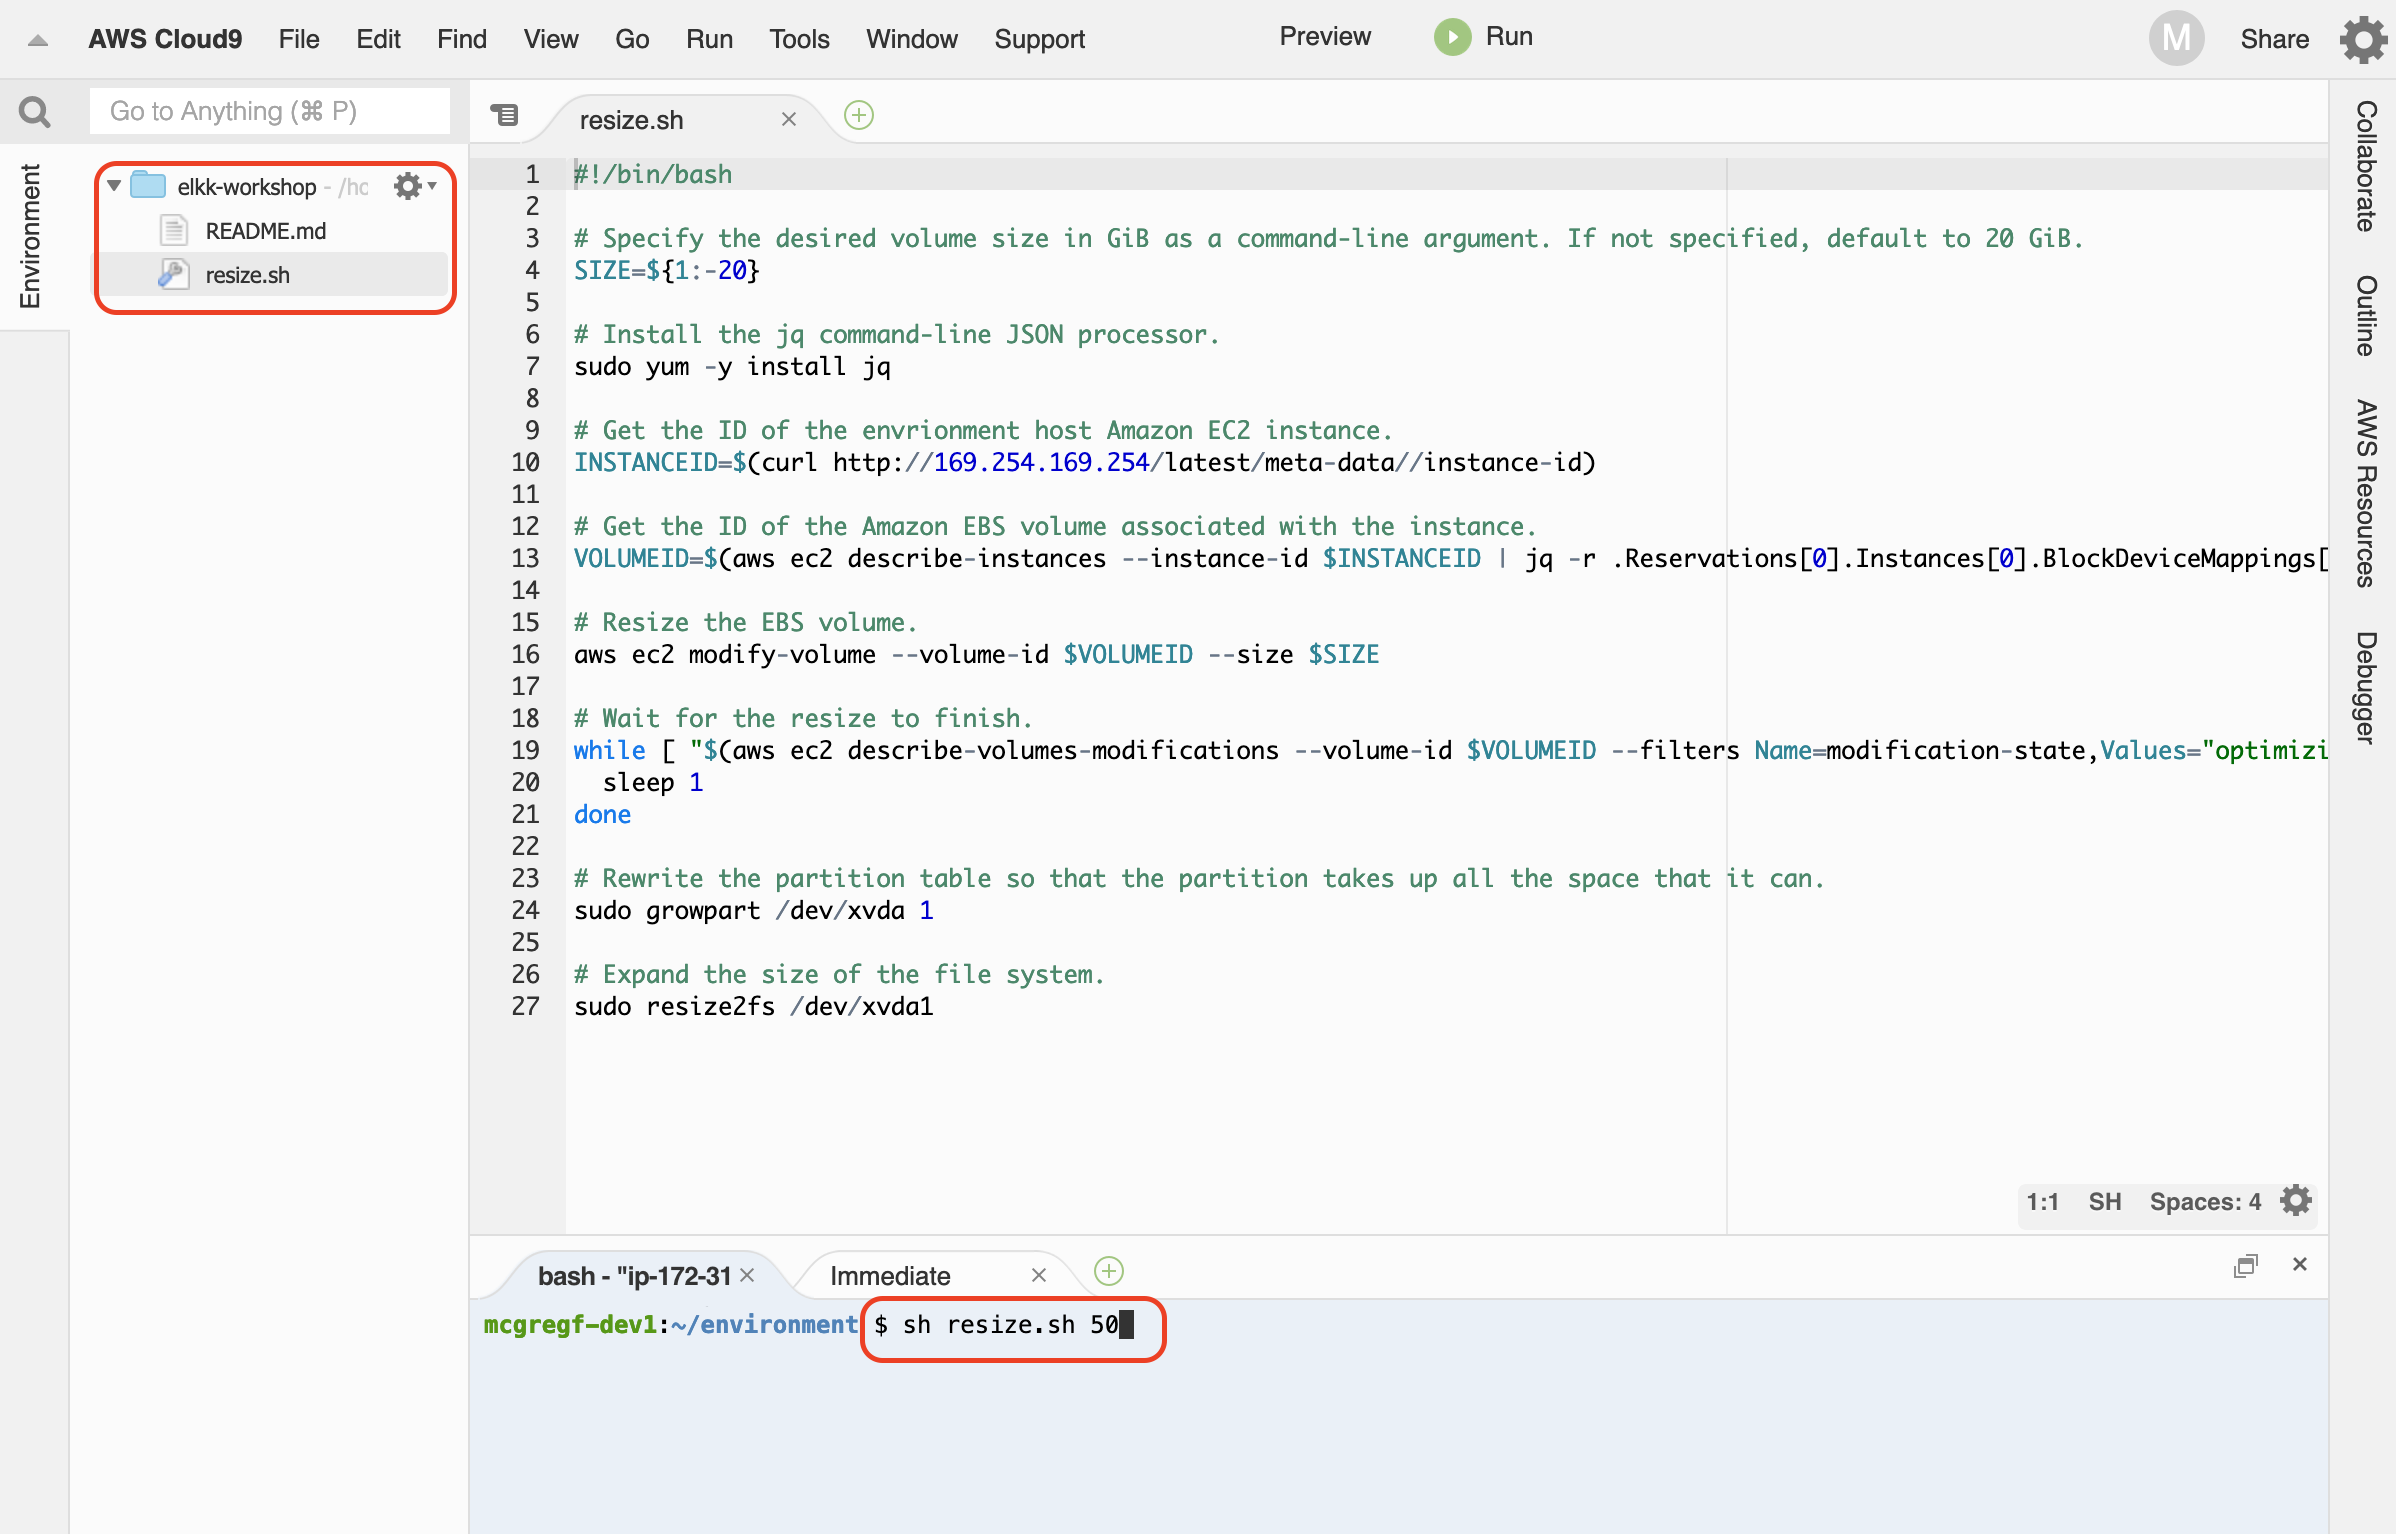 AWS Cloud9 File Edit Find View Go Run Tools Window Support Preview Run M Share
Go to Anything (⌘ P)
Environment
elkk-workshop - /hc
README.md
resize.sh
resize.sh
1 #!/bin/bash
2
3 # Specify the desired volume size in GiB as a command-line argument. If not specified, default to 20 GiB.
4 SIZE=${1:-20}
5
6 # Install the jq command-line JSON processor.
7 sudo yum -y install jq
8
9 # Get the ID of the envrionment host Amazon EC2 instance.
10 INSTANCEID=$(curl http://169.254.169.254/latest/meta-data//instance-id)
11
12 # Get the ID of the Amazon EBS volume associated with the instance.
13 VOLUMEID=$(aws ec2 describe-instances --instance-id $INSTANCEID | jq -r .Reservations[0].Instances[0].BlockDeviceMappings[
14
15 # Resize the EBS volume.
16 aws ec2 modify-volume --volume-id $VOLUMEID --size $SIZE
17
18 # Wait for the resize to finish.
19 while [ "$(aws ec2 describe-volumes-modifications --volume-id $VOLUMEID --filters Name=modification-state,Values="optimizi
20 sleep 1
21 done
22
23 # Rewrite the partition table so that the partition takes up all the space that it can.
24 sudo growpart /dev/xvda 1
25
26 # Expand the size of the file system.
27 sudo resize2fs /dev/xvda1
1:1 SH Spaces: 4
bash - "ip-172-31
Immediate
mcgregf-dev1:~/environment $ sh resize.sh 50
Collaborate
Outline
AWS Resources
Debugger